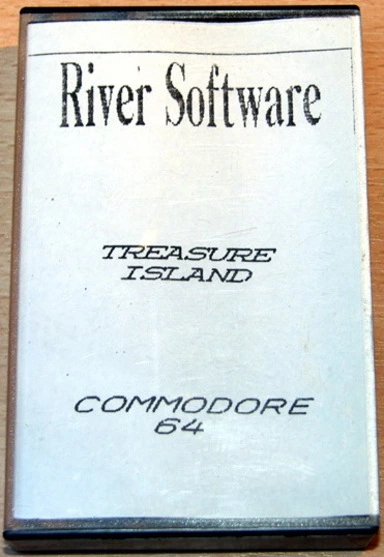 River Software
TREASURE
ISLAND
COMMODORE
64